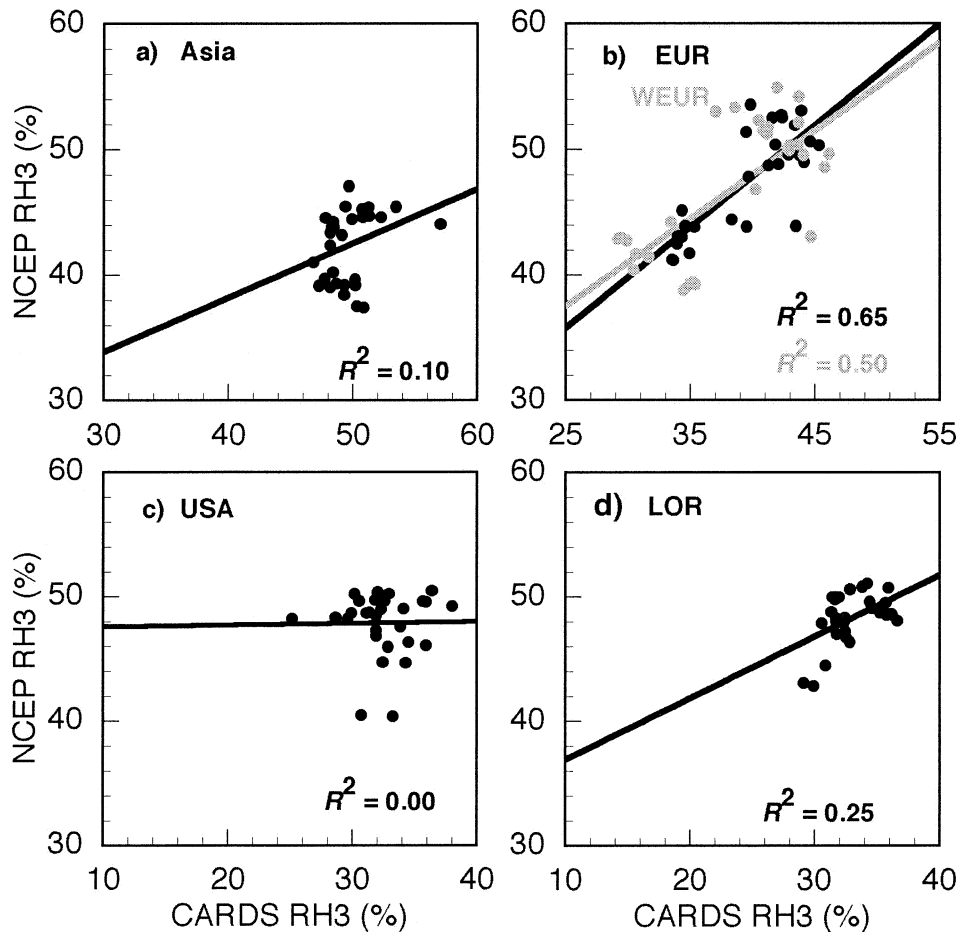 60
50
40
30
NCEP RH3 (%)
a) Asia
R2 = 0.10
30 40 50 60
60
50
40
30
b) EUR
WEUR
R2 = 0.65
R2 = 0.50
25 35 45 55
60
50
40
30
NCEP RH3 (%)
c) USA
R2 = 0.00
10 20 30 40
CARDS RH3 (%)
60
50
40
30
d) LOR
R2 = 0.25
10 20 30 40
CARDS RH3 (%)